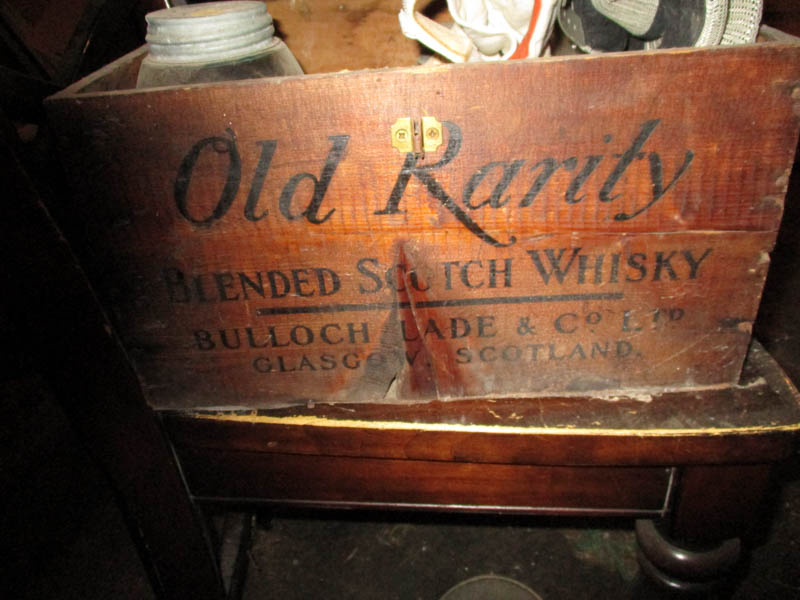 Old Rarity
BLENDED SCOTCH WHISKY
BULLOCH LADE & Co LTD
GLASGOW, SCOTLAND.